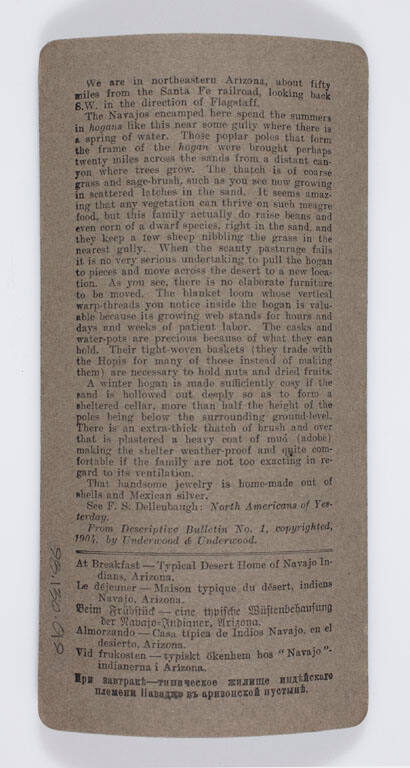 We are in northeastern Arizona, about fifty
miles from the Santa Fe railroad, looking back
S.W. in the direction of Flagstaff.
The Navajos encamped here spend the summers
in hogans like this near some gully where there is
a spring of water. Those poplar poles that form
the frame of the hogan were brought perhaps
twenty miles across the sands from a distant can-
yon where trees grow. The thatch is of coarse
grass and sage-brush, such as you see now growing
in scattered latches in the sand. It seems amaz-
ing that any vegetation can thrive on such meagre
food, but this family actually do raise beans and
even corn of a dwarf species, right in the sand, and
they keep a few sheep nibbling the grass in the
nearest gully. When the scanty pasturage fails
it is no very serious undertaking to pull the hogan
to pieces and move across the desert to a new loca-
tion. As you see, there is no elaborate furniture
to be moved. The blanket loom whose vertical
warp-threads you notice inside the hogan is valu-
able because its growing web stands for hours and
days and weeks of patient labor. The casks and
water-pots are precious because of what they can
hold. Their tight-woven baskets (they trade with
the Hopis for many of those instead of making
them) are necessary to hold nuts and dried fruits.
A winter hogan is made sufficiently cosy if the
sand is hollowed out deeply so as to form a
sheltered cellar, more than half the height of the
poles being below the surrounding ground-level.
There is an extra-thick thatch of brush and over
that is plastered a heavy coat of mud (adobe)
making the shelter weather-proof and quite com-
fortable if the family are not too exacting in re-
gard to its ventilation.
That handsome jewelry is home-made out of
shells and Mexican silver.
See F. S. Dellenbaugh: North Americans of Yes-
terday.
From Descriptive Bulletin No. 1, copyrighted,
1904, by Underwood & Underwood.
At Breakfast — Typical Desert Home of Navajo In-
dians, Arizona.
Le déjeuner — Maison typique du désert, indiens
Navajo, Arizona.
Beim Frühstück — eine typische Wüstenbehausung
der Navajo-Indianer, Arizona.
Almorzando — Casa típica de Indios Navajo, en el
desierto, Arizona.
Vid frukosten — typiskt ökenhem hos "Navajo"-
indianerna i Arizona.
При завтракѣ—типическое жилище индѣйскаго
племени Наваджо въ аризонской пустынѣ.